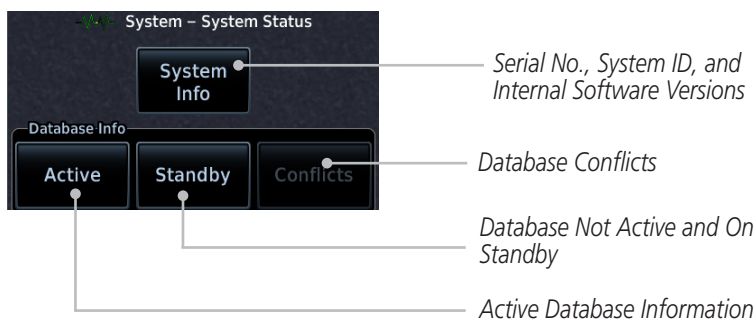 System – System Status
System
Info
Serial No., System ID, and
Internal Software Versions
Database Info
Active
Standby
Conflicts
Database Conflicts
Database Not Active and On
Standby
Active Database Information